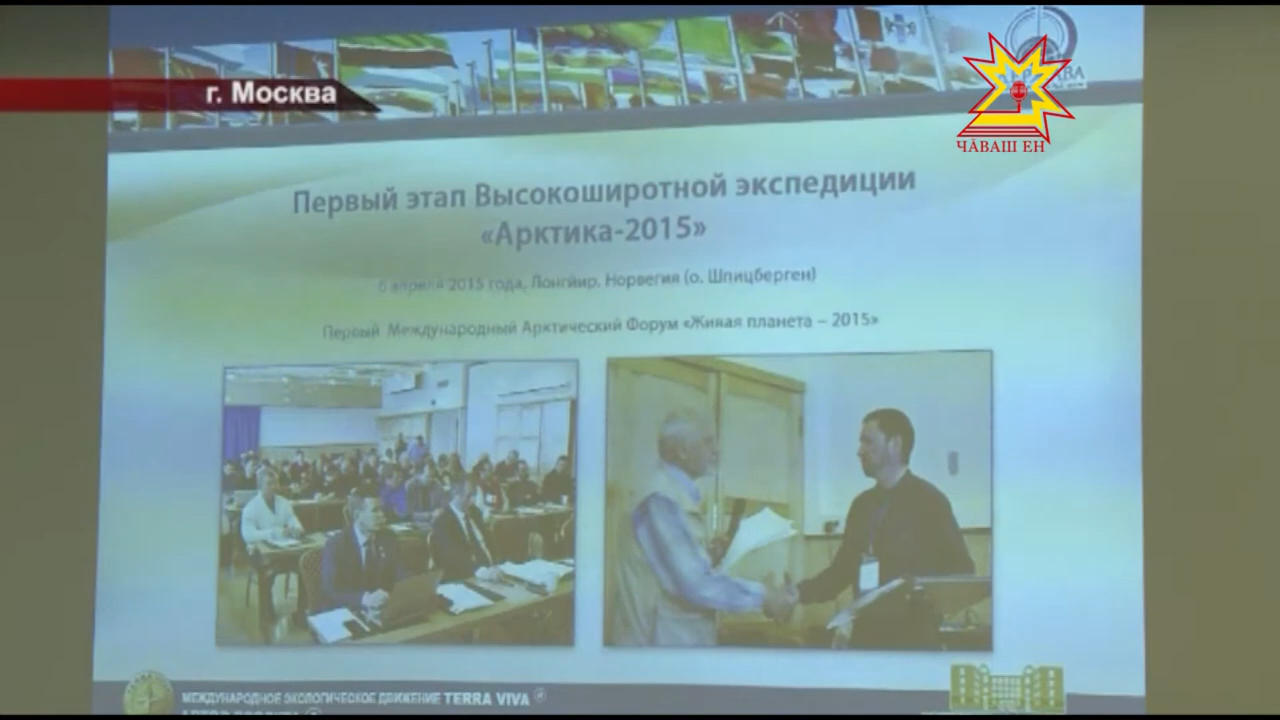 г. Москва
ЧӐВАШ ЕН
Первый этап Высокоширотной экспедиции
«Арктика-2015»
6 апреля 2015 года, Лонгйир, Норвегия (о. Шпицберген)
Первый Международный Арктический Форум «Живая планета – 2015»
МЕЖДУНАРОДНОЕ ЭКОЛОГИЧЕСКОЕ ДВИЖЕНИЕ TERRA VIVA